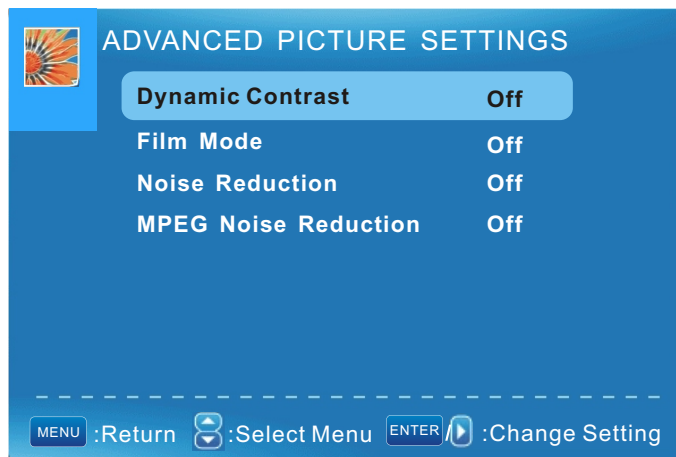 ADVANCED PICTURE SETTINGS
Dynamic Contrast Off
Film Mode Off
Noise Reduction Off
MPEG Noise Reduction Off
MENU :Return :Select Menu ENTER / :Change Setting